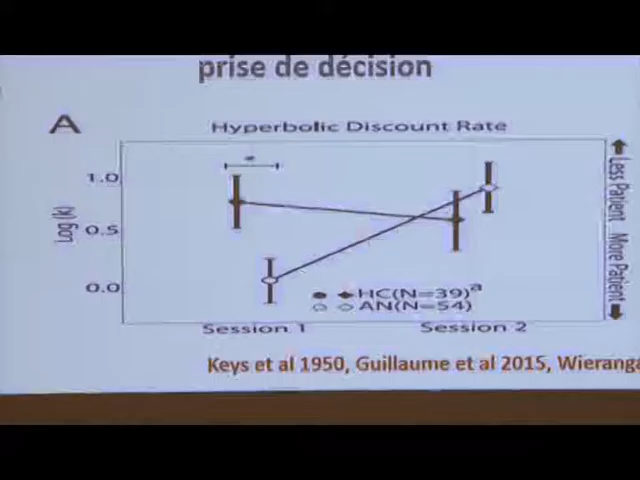 prise de décision
A
Hyperbolic Discount Rate
*
1.0
0.5
0.0
Log (k)
Less Patient More Patient
HC(N=39)a
AN(N=54)
Session 1
Session 2
Keys et al 1950, Guillaume et al 2015, Wieranga